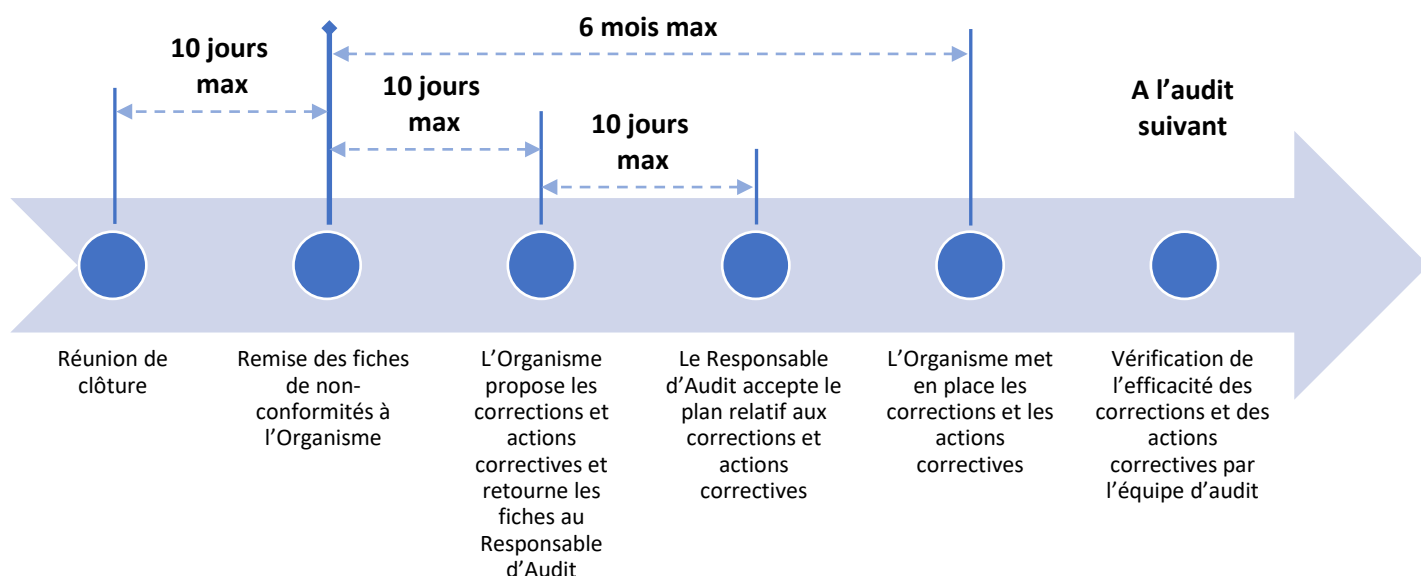 10 jours
max
6 mois max
10 jours
max
10 jours
max
A l’audit
suivant
Réunion de
clôture
Remise des fiches
de non-
conformités à
l’Organisme
L’Organisme
propose les
corrections et
actions
correctives et
retourne les
fiches au
Responsable
d’Audit
Le Responsable
d’Audit accepte le
plan relatif aux
corrections et
actions
correctives
L’Organisme met
en place les
corrections et les
actions
correctives
Vérification de
l’efficacité des
corrections et des
actions
correctives par
l’équipe d’audit